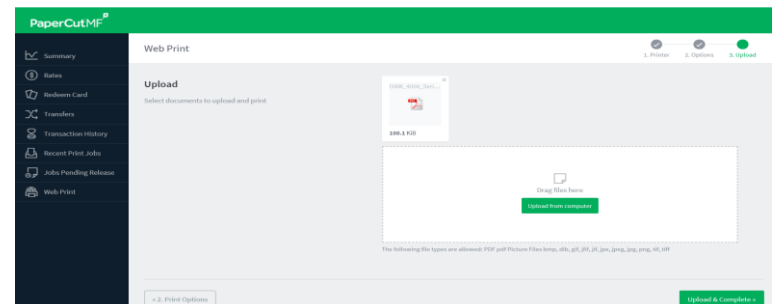 PaperCutMF
Summary
Rates
Redeem Card
Transfers
Transaction History
Recent Print Jobs
Jobs Pending Release
Web Print
Web Print
1. Printer 2. Options 3. Upload
Upload
Select documents to upload and print
KiB
Drag files here
Upload from computer
The following file types are allowed: PDF pdf Picture Files bmp, dib, gif, jfif, jif, jpe, jpeg, jpg, png, tif, tiff
« 2. Print Options
Upload & Complete »